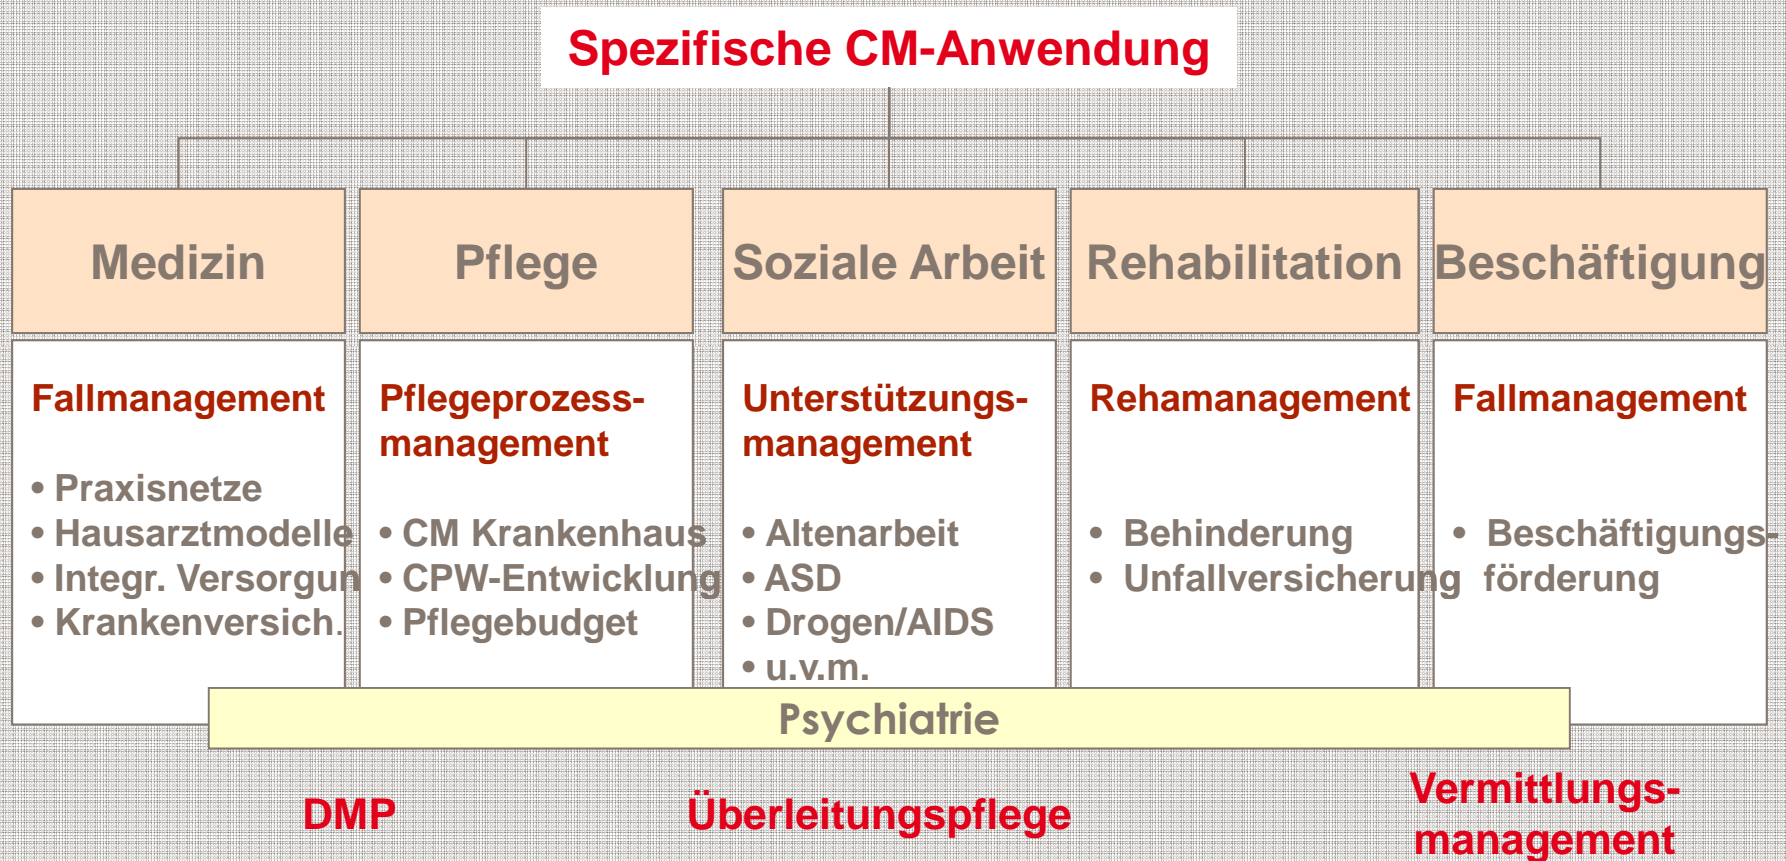 Spezifische CM-Anwendung
Medizin
Pflege
Soziale Arbeit
Rehabilitation
Beschäftigung
Fallmanagement
• Praxisnetze
• Hausarztmodelle
• Integr. Versorgun
• Krankenversich.
Pflegeprozess-
management
• CM Krankenhaus
• CPW-Entwicklung
• Pflegebudget
Unterstützungs-
management
• Altenarbeit
• ASD
• Drogen/AIDS
• u.v.m.
Rehamanagement
• Behinderung
• Unfallversicherung
Fallmanagement
• Beschäftigungs-
förderung
Psychiatrie
DMP
Überleitungspflege
Vermittlungs-
management